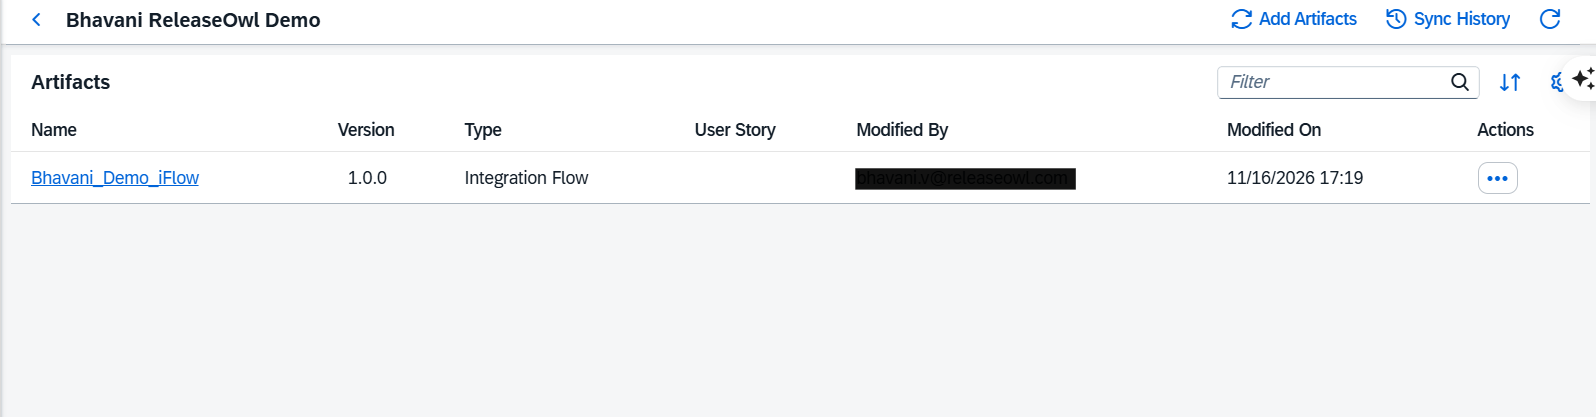 Bhavani ReleaseOwl Demo
Add Artifacts
Sync History
Artifacts
Filter
Name Version Type User Story Modified By Modified On Actions
Bhavani_Demo_iFlow 1.0.0 Integration Flow 11/16/2026 17:19